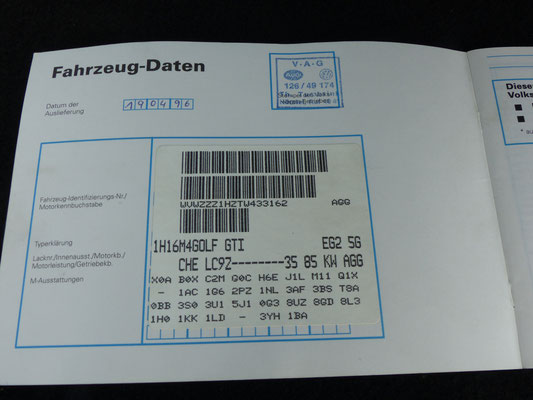 Fahrzeug-Daten
V·A·G
126/49 174
Datum der
Auslieferung
190496
Diese
Volks
Fahrzeug-Identifizierungs-Nr./
Motorkennbuchstabe
WVWZZZ1HZTW433162 AGG
Typerklärung
1H16M4GOLF GTI EG2 5G
Lacknr./Innenausst./Motorkb./
Motorleistung/Getriebekb.
CHE LC9Z--------35 85 KW AGG
M-Ausstattungen
X0A B0X C2M G0C H6E J1L M11 Q1X
- 1AC 1G6 2PZ 1NL 3AF 3BS T8A
0BB 3S0 3U1 5J1 0G3 8UZ 8GD 8L3
1H0 1KK 1LD - 3YH 1BA